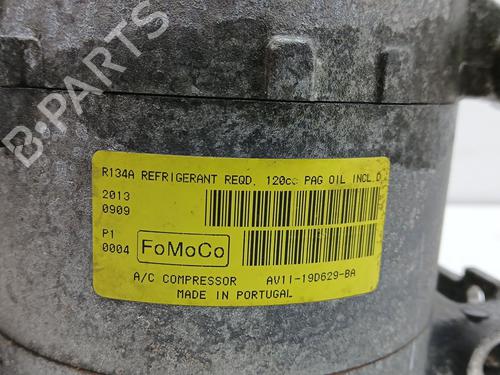 B-PARTS
R134A REFRIGERANT REQD. 120cc PAG OIL INCL.D
2013
0909
P1
0004
FoMoCo
A/C COMPRESSOR AV11-19D629-BA
MADE IN PORTUGAL